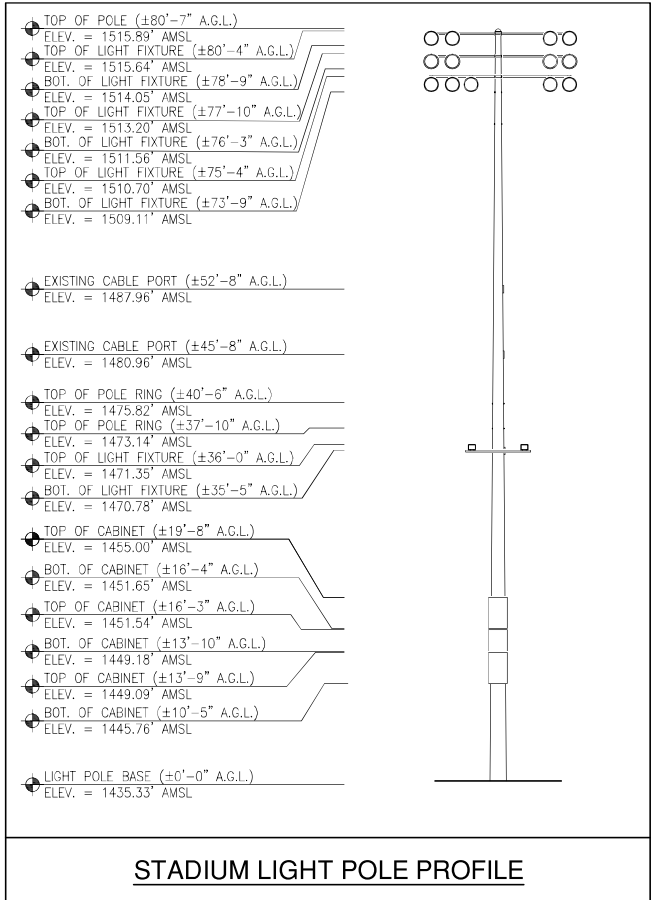 TOP OF POLE (±80'-7" A.G.L.)
ELEV. = 1515.89' AMSL
TOP OF LIGHT FIXTURE (±80'-4" A.G.L.)
ELEV. = 1515.64' AMSL
BOT. OF LIGHT FIXTURE (±78'-9" A.G.L.)
ELEV. = 1514.05' AMSL
TOP OF LIGHT FIXTURE (±77'-10" A.G.L.)
ELEV. = 1513.20' AMSL
BOT. OF LIGHT FIXTURE (±76'-3" A.G.L.)
ELEV. = 1511.56' AMSL
TOP OF LIGHT FIXTURE (±75'-4" A.G.L.)
ELEV. = 1510.70' AMSL
BOT. OF LIGHT FIXTURE (±73'-9" A.G.L.)
ELEV. = 1509.11' AMSL
EXISTING CABLE PORT (±52'-8" A.G.L.)
ELEV. = 1487.96' AMSL
EXISTING CABLE PORT (±45'-8" A.G.L.)
ELEV. = 1480.96' AMSL
TOP OF POLE RING (±40'-6" A.G.L.)
ELEV. = 1475.82' AMSL
TOP OF POLE RING (±37'-10" A.G.L.)
ELEV. = 1473.14' AMSL
TOP OF LIGHT FIXTURE (±36'-0" A.G.L.)
ELEV. = 1471.35' AMSL
BOT. OF LIGHT FIXTURE (±35'-5" A.G.L.)
ELEV. = 1470.78' AMSL
TOP OF CABINET (±19'-8" A.G.L.)
ELEV. = 1455.00' AMSL
BOT. OF CABINET (±16'-4" A.G.L.)
ELEV. = 1451.65' AMSL
TOP OF CABINET (±16'-3" A.G.L.)
ELEV. = 1451.54' AMSL
BOT. OF CABINET (±13'-10" A.G.L.)
ELEV. = 1449.18' AMSL
TOP OF CABINET (±13'-9" A.G.L.)
ELEV. = 1449.09' AMSL
BOT. OF CABINET (±10'-5" A.G.L.)
ELEV. = 1445.76' AMSL
LIGHT POLE BASE (±0'-0" A.G.L.)
ELEV. = 1435.33' AMSL
STADIUM LIGHT POLE PROFILE